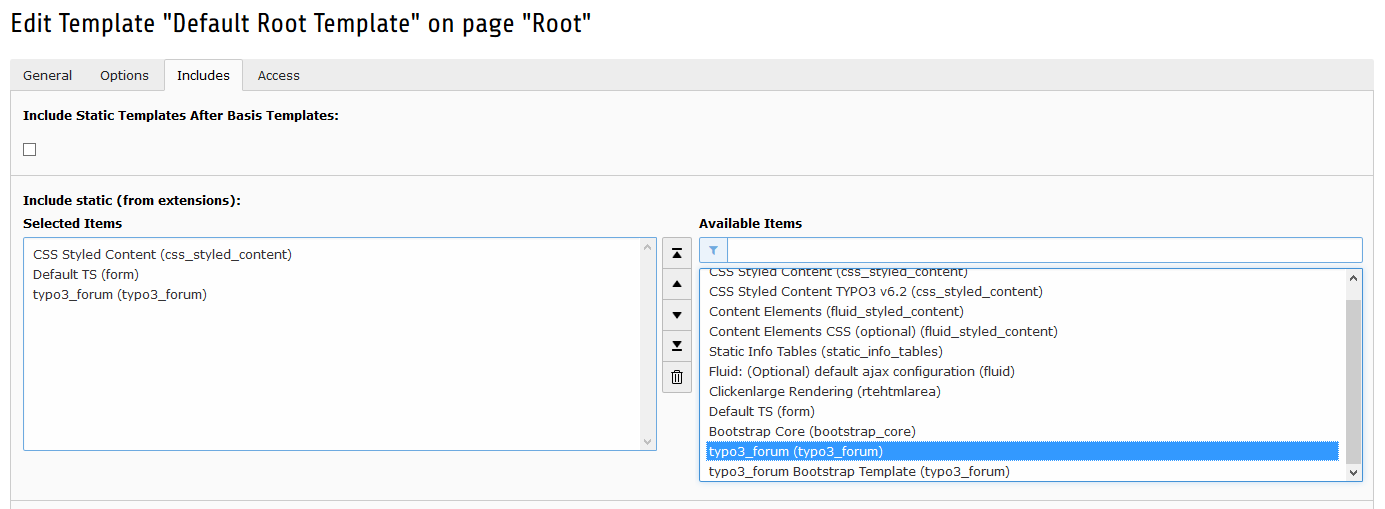 Edit Template "Default Root Template" on page "Root"
General Options Includes Access
Include Static Templates After Basis Templates:
Include static (from extensions):
Selected Items
CSS Styled Content (css_styled_content)
Default TS (form)
typo3_forum (typo3_forum)
Available Items
CSS Styled Content (css_styled_content)
CSS Styled Content TYPO3 v6.2 (css_styled_content)
Content Elements (fluid_styled_content)
Content Elements CSS (optional) (fluid_styled_content)
Static Info Tables (static_info_tables)
Fluid: (Optional) default ajax configuration (fluid)
Clickenlarge Rendering (rtehtmlarea)
Default TS (form)
Bootstrap Core (bootstrap_core)
typo3_forum (typo3_forum)
typo3_forum Bootstrap Template (typo3_forum)